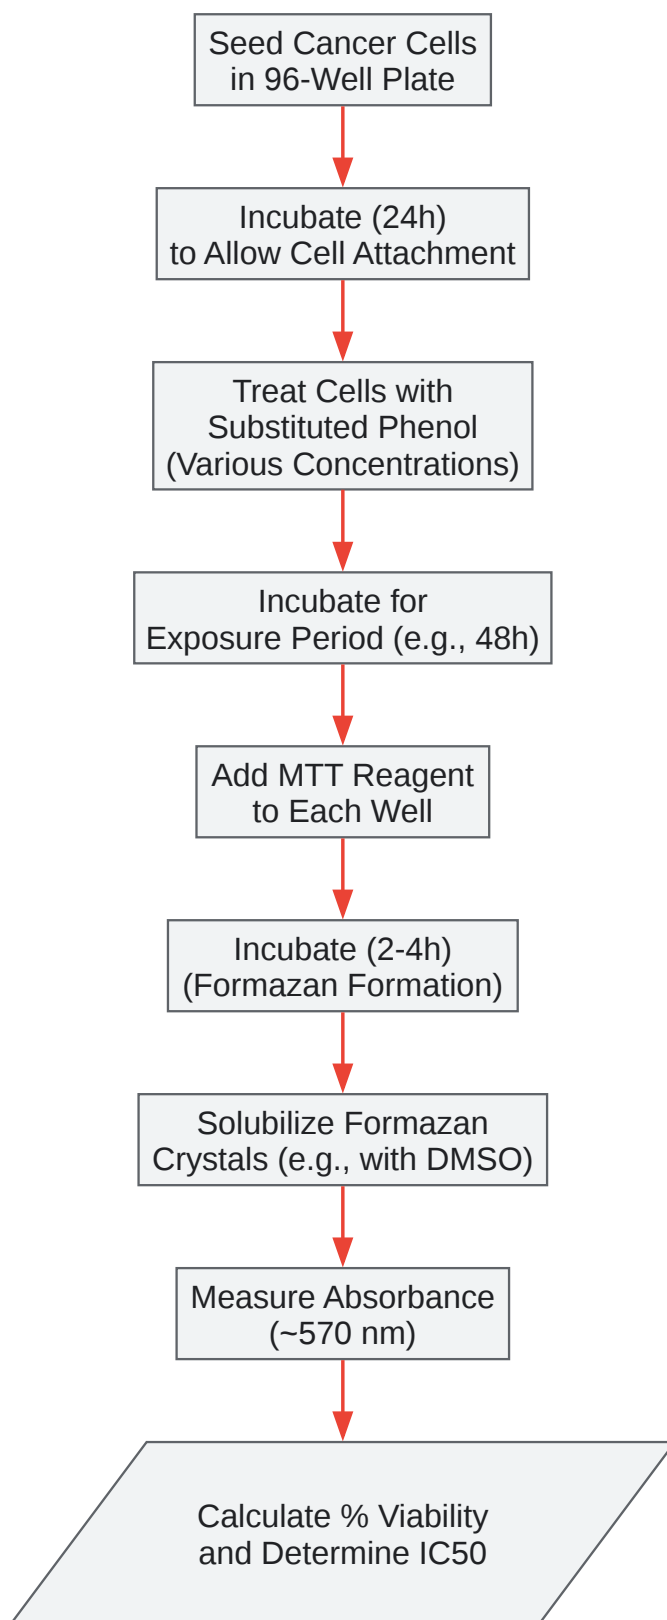 Seed Cancer Cells
in 96-Well Plate
Incubate (24h)
to Allow Cell Attachment
Treat Cells with
Substituted Phenol
(Various Concentrations)
Incubate for
Exposure Period (e.g., 48h)
Add MTT Reagent
to Each Well
Incubate (2-4h)
(Formazan Formation)
Solubilize Formazan
Crystals (e.g., with DMSO)
Measure Absorbance
(~570 nm)
Calculate % Viability
and Determine IC50